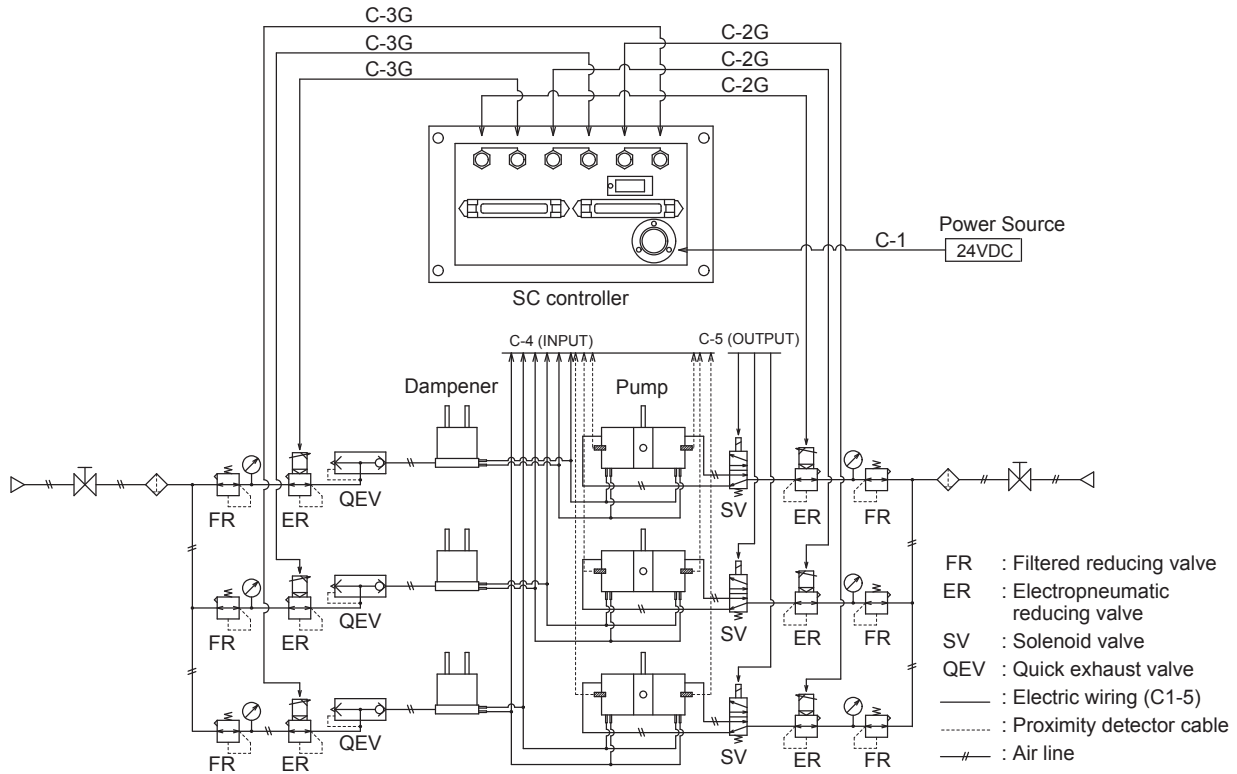 C-3G
C-2G
C-3G
C-2G
C-3G
C-2G
Power Source
C-1
24VDC
SC controller
C-4 (INPUT)
C-5 (OUTPUT)
Dampener
Pump
FR
ER
QEV
SV
ER
FR
FR
ER
QEV
SV
ER
FR
FR
ER
QEV
SV
ER
FR
FR : Filtered reducing valve
ER : Electropneumatic
reducing valve
SV : Solenoid valve
QEV : Quick exhaust valve
: Electric wiring (C1-5)
: Proximity detector cable
: Air line